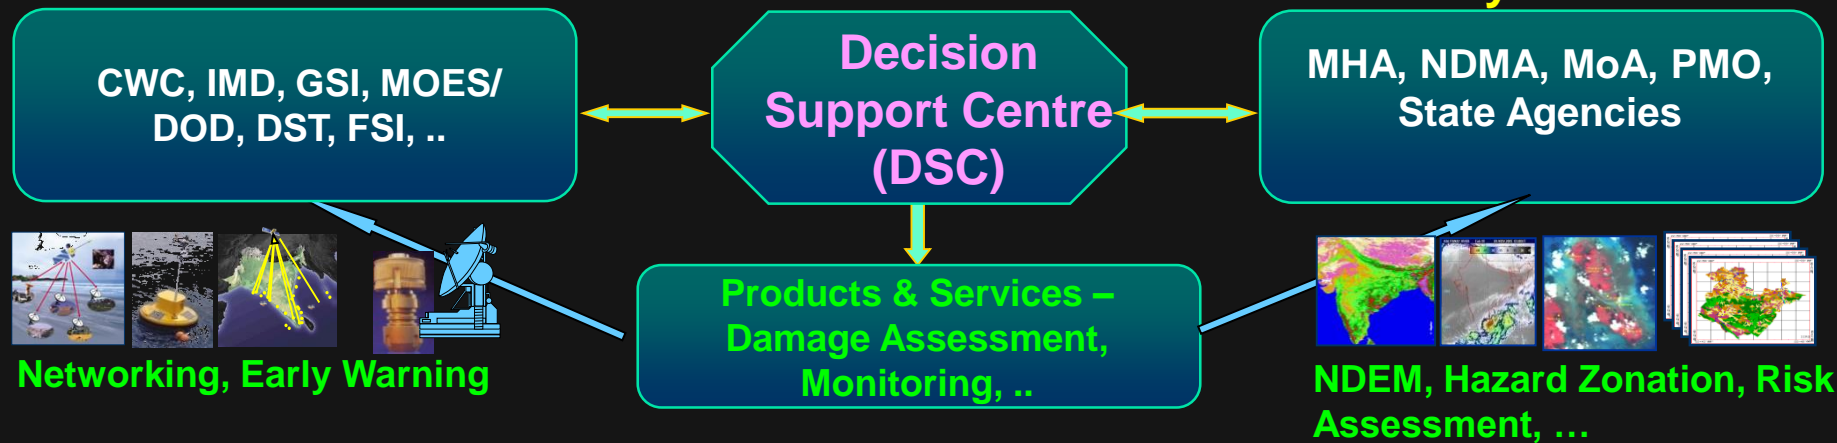 CWC, IMD, GSI, MOES/
DOD, DST, FSI, ..
Decision
Support Centre
(DSC)
MHA, NDMA, MoA, PMO,
State Agencies
Products & Services –
Damage Assessment,
Monitoring, ..
Networking, Early Warning
NDEM, Hazard Zonation, Risk
Assessment, …